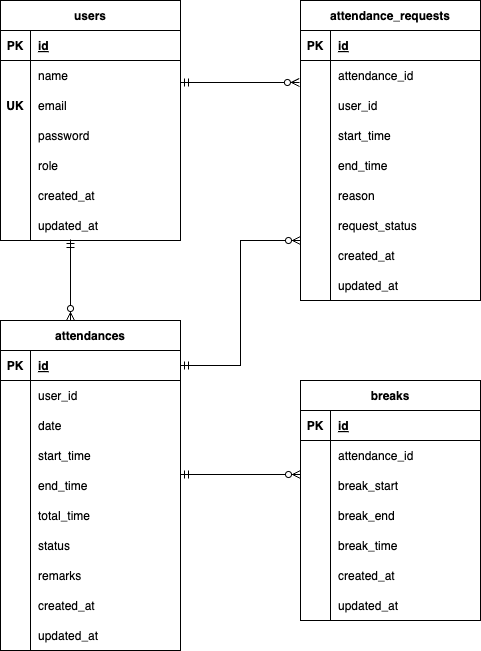 users
PK id
name
UK email
password
role
created_at
updated_at
attendance_requests
PK id
attendance_id
user_id
start_time
end_time
reason
request_status
created_at
updated_at
attendances
PK id
user_id
date
start_time
end_time
total_time
status
remarks
created_at
updated_at
breaks
PK id
attendance_id
break_start
break_end
break_time
created_at
updated_at